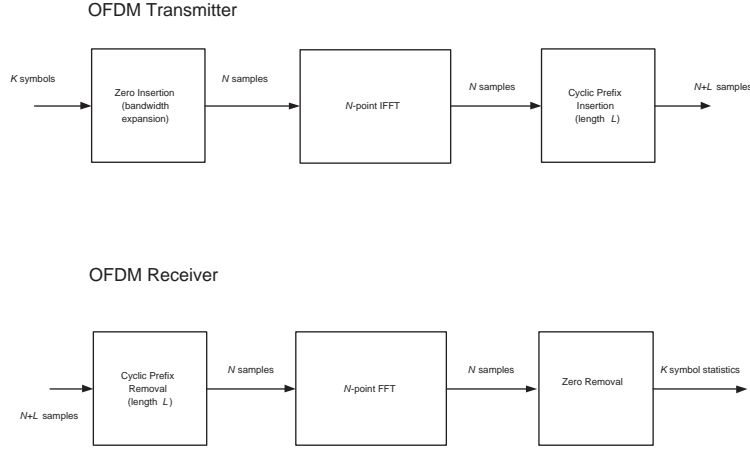 OFDM Transmitter
K symbols
Zero Insertion
(bandwidth
expansion)
N samples
N-point IFFT
N samples
Cyclic Prefix
Insertion
(length L)
N+L samples
OFDM Receiver
N+L samples
Cyclic Prefix
Removal
(length L)
N samples
N-point FFT
N samples
Zero Removal
K symbol statistics